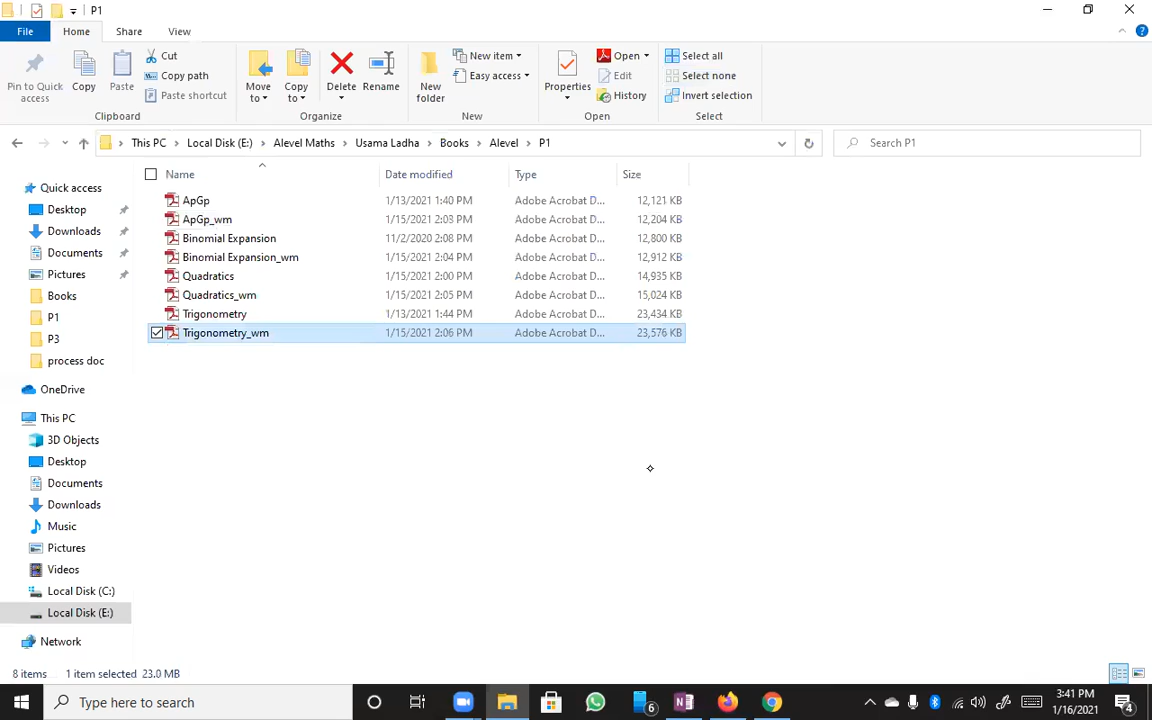 P1
File Home Share View
Pin to Quick access
Copy
Paste
Cut
Copy path
Paste shortcut
Clipboard
Move to
Copy to
Delete
Rename
Organize
New folder
New item
Easy access
New
Properties
Open
Edit
History
Open
Select all
Select none
Invert selection
Select
This PC > Local Disk (E:) > Alevel Maths > Usama Ladha > Books > Alevel > P1
Search P1
Name Date modified Type Size
ApGp 1/13/2021 1:40 PM Adobe Acrobat D... 12,121 KB
ApGp_wm 1/15/2021 2:03 PM Adobe Acrobat D... 12,204 KB
Binomial Expansion 11/2/2020 2:08 PM Adobe Acrobat D... 12,800 KB
Binomial Expansion_wm 1/15/2021 2:04 PM Adobe Acrobat D... 12,912 KB
Quadratics 1/15/2021 2:00 PM Adobe Acrobat D... 14,935 KB
Quadratics_wm 1/15/2021 2:05 PM Adobe Acrobat D... 15,024 KB
Trigonometry 1/13/2021 1:44 PM Adobe Acrobat D... 23,434 KB
Trigonometry_wm 1/15/2021 2:06 PM Adobe Acrobat D... 23,576 KB
Quick access
Desktop
Downloads
Documents
Pictures
Books
P1
P3
process doc
OneDrive
This PC
3D Objects
Desktop
Documents
Downloads
Music
Pictures
Videos
Local Disk (C:)
Local Disk (E:)
Network
8 items 1 item selected 23.0 MB
Type here to search
6
3:41 PM
1/16/2021
4